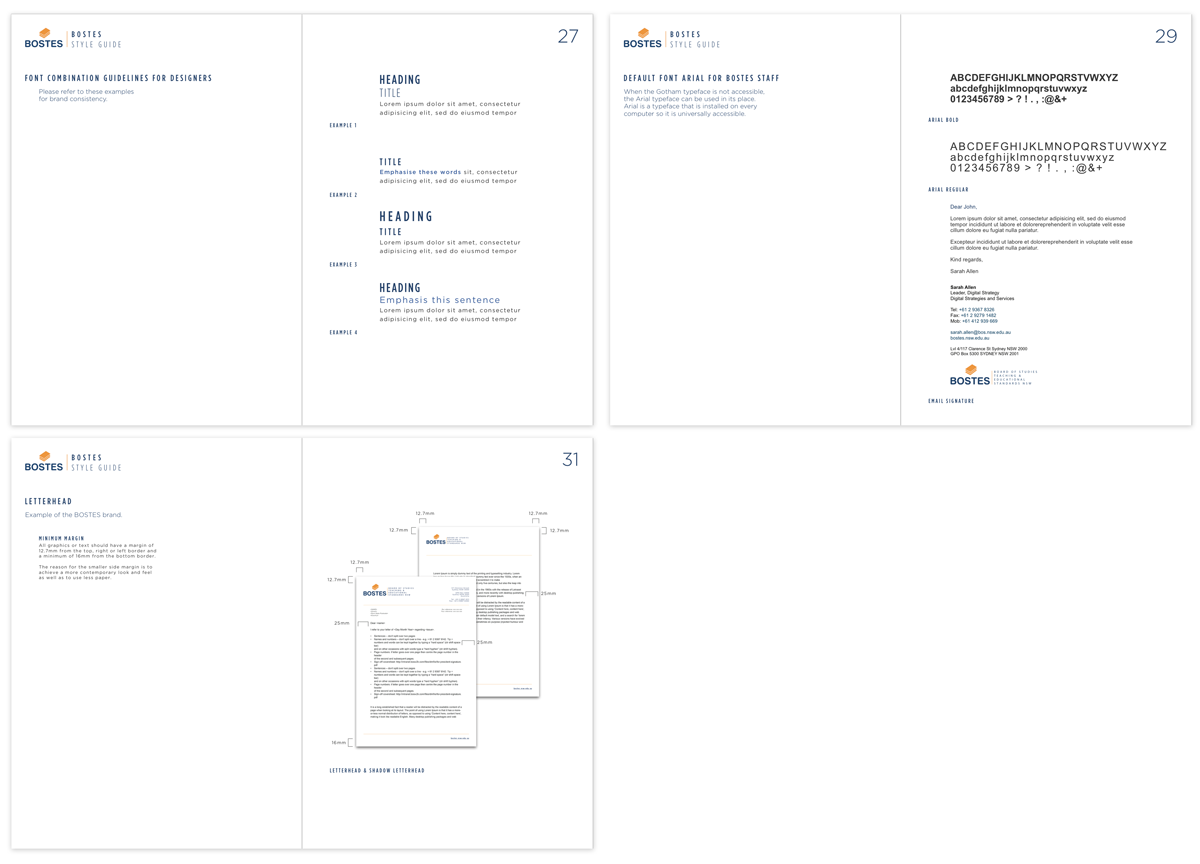 BOSTES
BOSTES
STYLE GUIDE
27
FONT COMBINATION GUIDELINES FOR DESIGNERS
Please refer to these examples
for brand consistency.
HEADING
TITLE
Lorem ipsum dolor sit amet, consectetur
adipisicing elit, sed do eiusmod tempor
EXAMPLE 1
TITLE
Emphasise these words sit, consectetur
adipisicing elit, sed do eiusmod tempor
EXAMPLE 2
HEADING
TITLE
Lorem ipsum dolor sit amet, consectetur
adipisicing elit, sed do eiusmod tempor
EXAMPLE 3
HEADING
Emphasis this sentence
Lorem ipsum dolor sit amet, consectetur
adipisicing elit, sed do eiusmod tempor
EXAMPLE 4
BOSTES
BOSTES
STYLE GUIDE
29
DEFAULT FONT ARIAL FOR BOSTES STAFF
When the Gotham typeface is not accessible,
the Arial typeface can be used in its place.
Arial is a typeface that is installed on every
computer so it is universally accessible.
ABCDEFGHIJKLMNOPQRSTVWXYZ
abcdefghijklmnopqrstuvwxyz
0123456789 > ? ! . , :@&+
ARIAL BOLD
ABCDEFGHIJKLMNOPQRSTUVWXYZ
abcdefghijklmnopqrstuvwxyz
0123456789 > ? ! . , :@&+
ARIAL REGULAR
Dear John,
Lorem ipsum dolor sit amet, consectetur adipisicing elit, sed do eiusmod
tempor incididunt ut labore et dolorereprehenderit in voluptate velit esse
cillum dolore eu fugiat nulla pariatur.
Excepteur incididunt ut labore et dolorereprehenderit in voluptate velit esse
cillum dolore eu fugiat nulla pariatur.
Kind regards,
Sarah Allen
Sarah Allen
Leader, Digital Strategy
Digital Strategies and Services
Tel: +61 2 9367 8326
Fax: +61 2 9279 1482
Mob: +61 412 939 669
sarah.allen@bos.nsw.edu.au
bostes.nsw.edu.au
Lvl 4/117 Clarence St Sydney NSW 2000
GPO Box 5300 SYDNEY NSW 2001
BOSTES
BOARD OF STUDIES
TEACHING &
EDUCATIONAL
STANDARDS NSW
EMAIL SIGNATURE
BOSTES
BOSTES
STYLE GUIDE
31
LETTERHEAD
Example of the BOSTES brand.
MINIMUM MARGIN
All graphics or text should have a margin of
12.7mm from the top, right or left border and
a minimum of 16mm from the bottom border.
The reason for the smaller side margin is to
achieve a more contemporary look and feel
as well as to use less paper.
12.7mm
12.7mm
12.7mm
12.7mm
BOSTES
25mm
12.7mm
12.7mm
BOSTES
25mm
25mm
16mm
LETTERHEAD & SHADOW LETTERHEAD